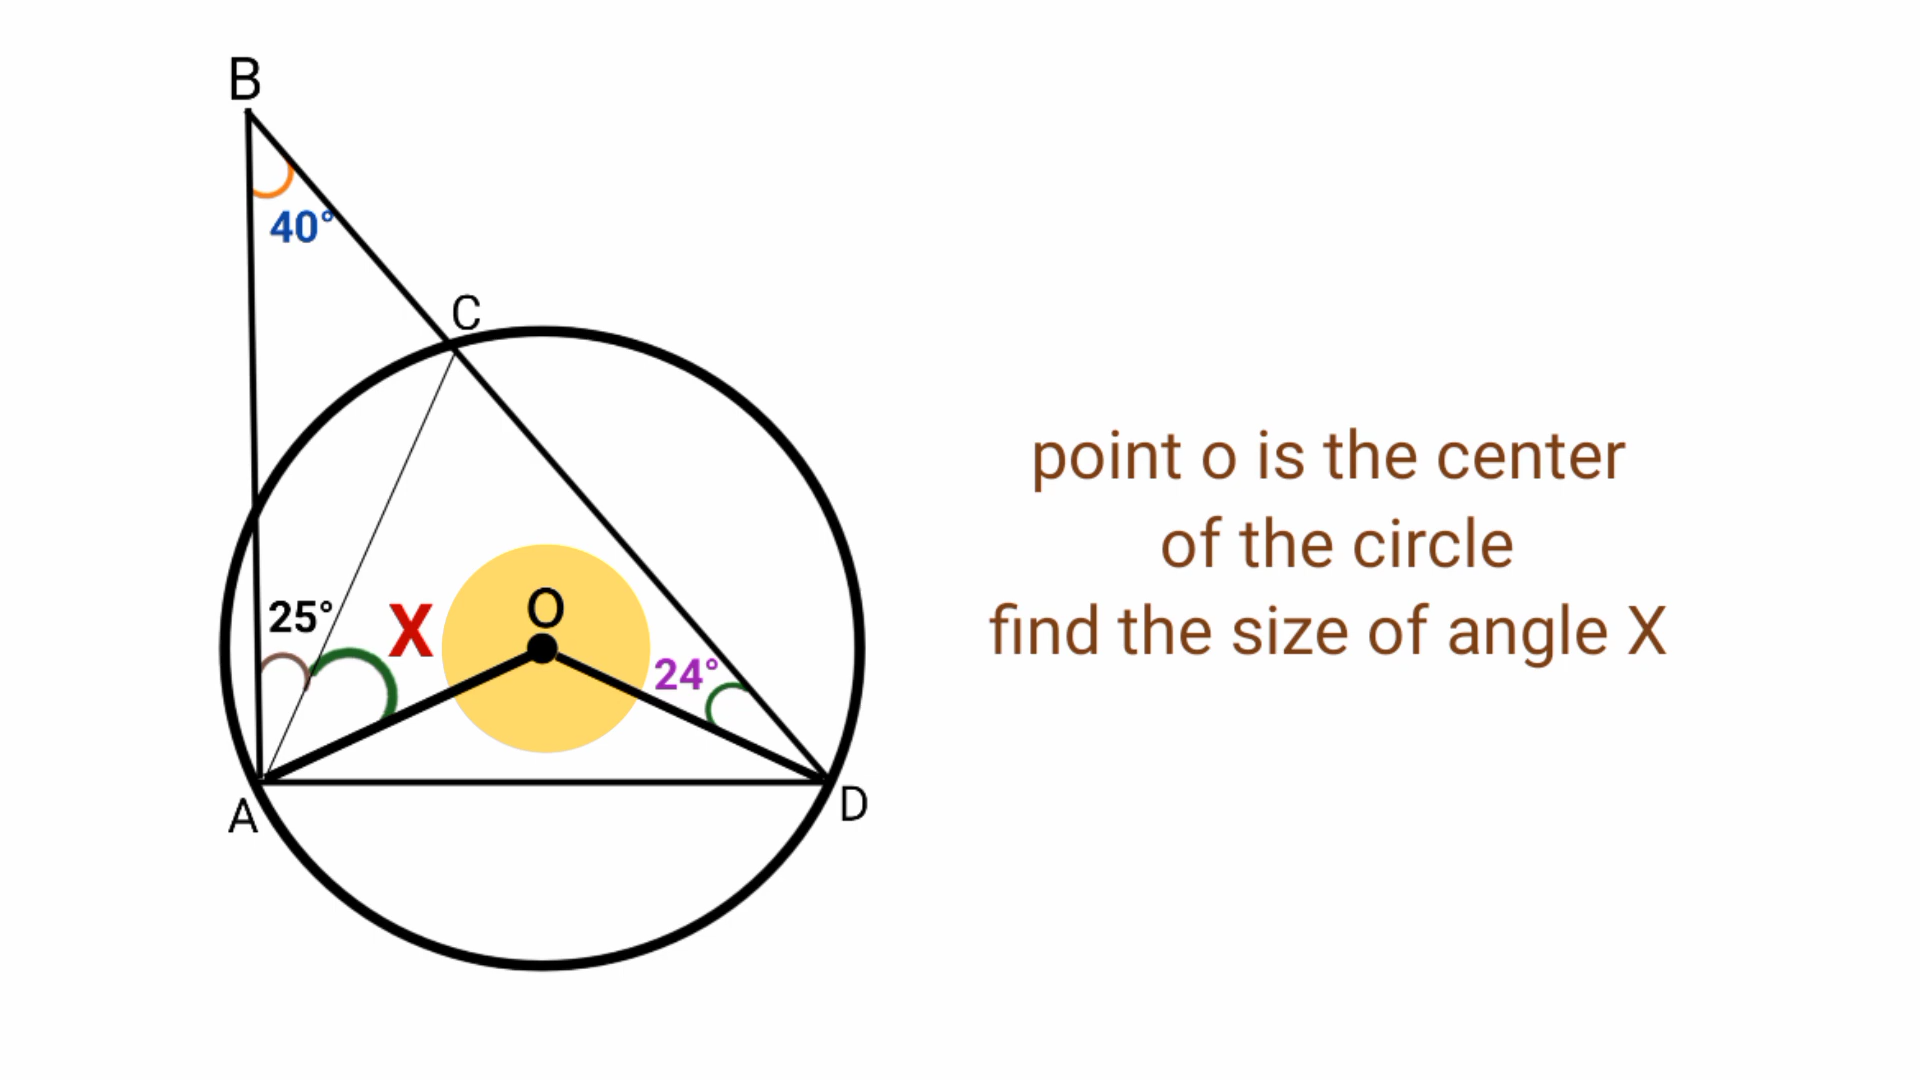 B
40°
C
25°
X
O
24°
A
D
point o is the center
of the circle
find the size of angle X